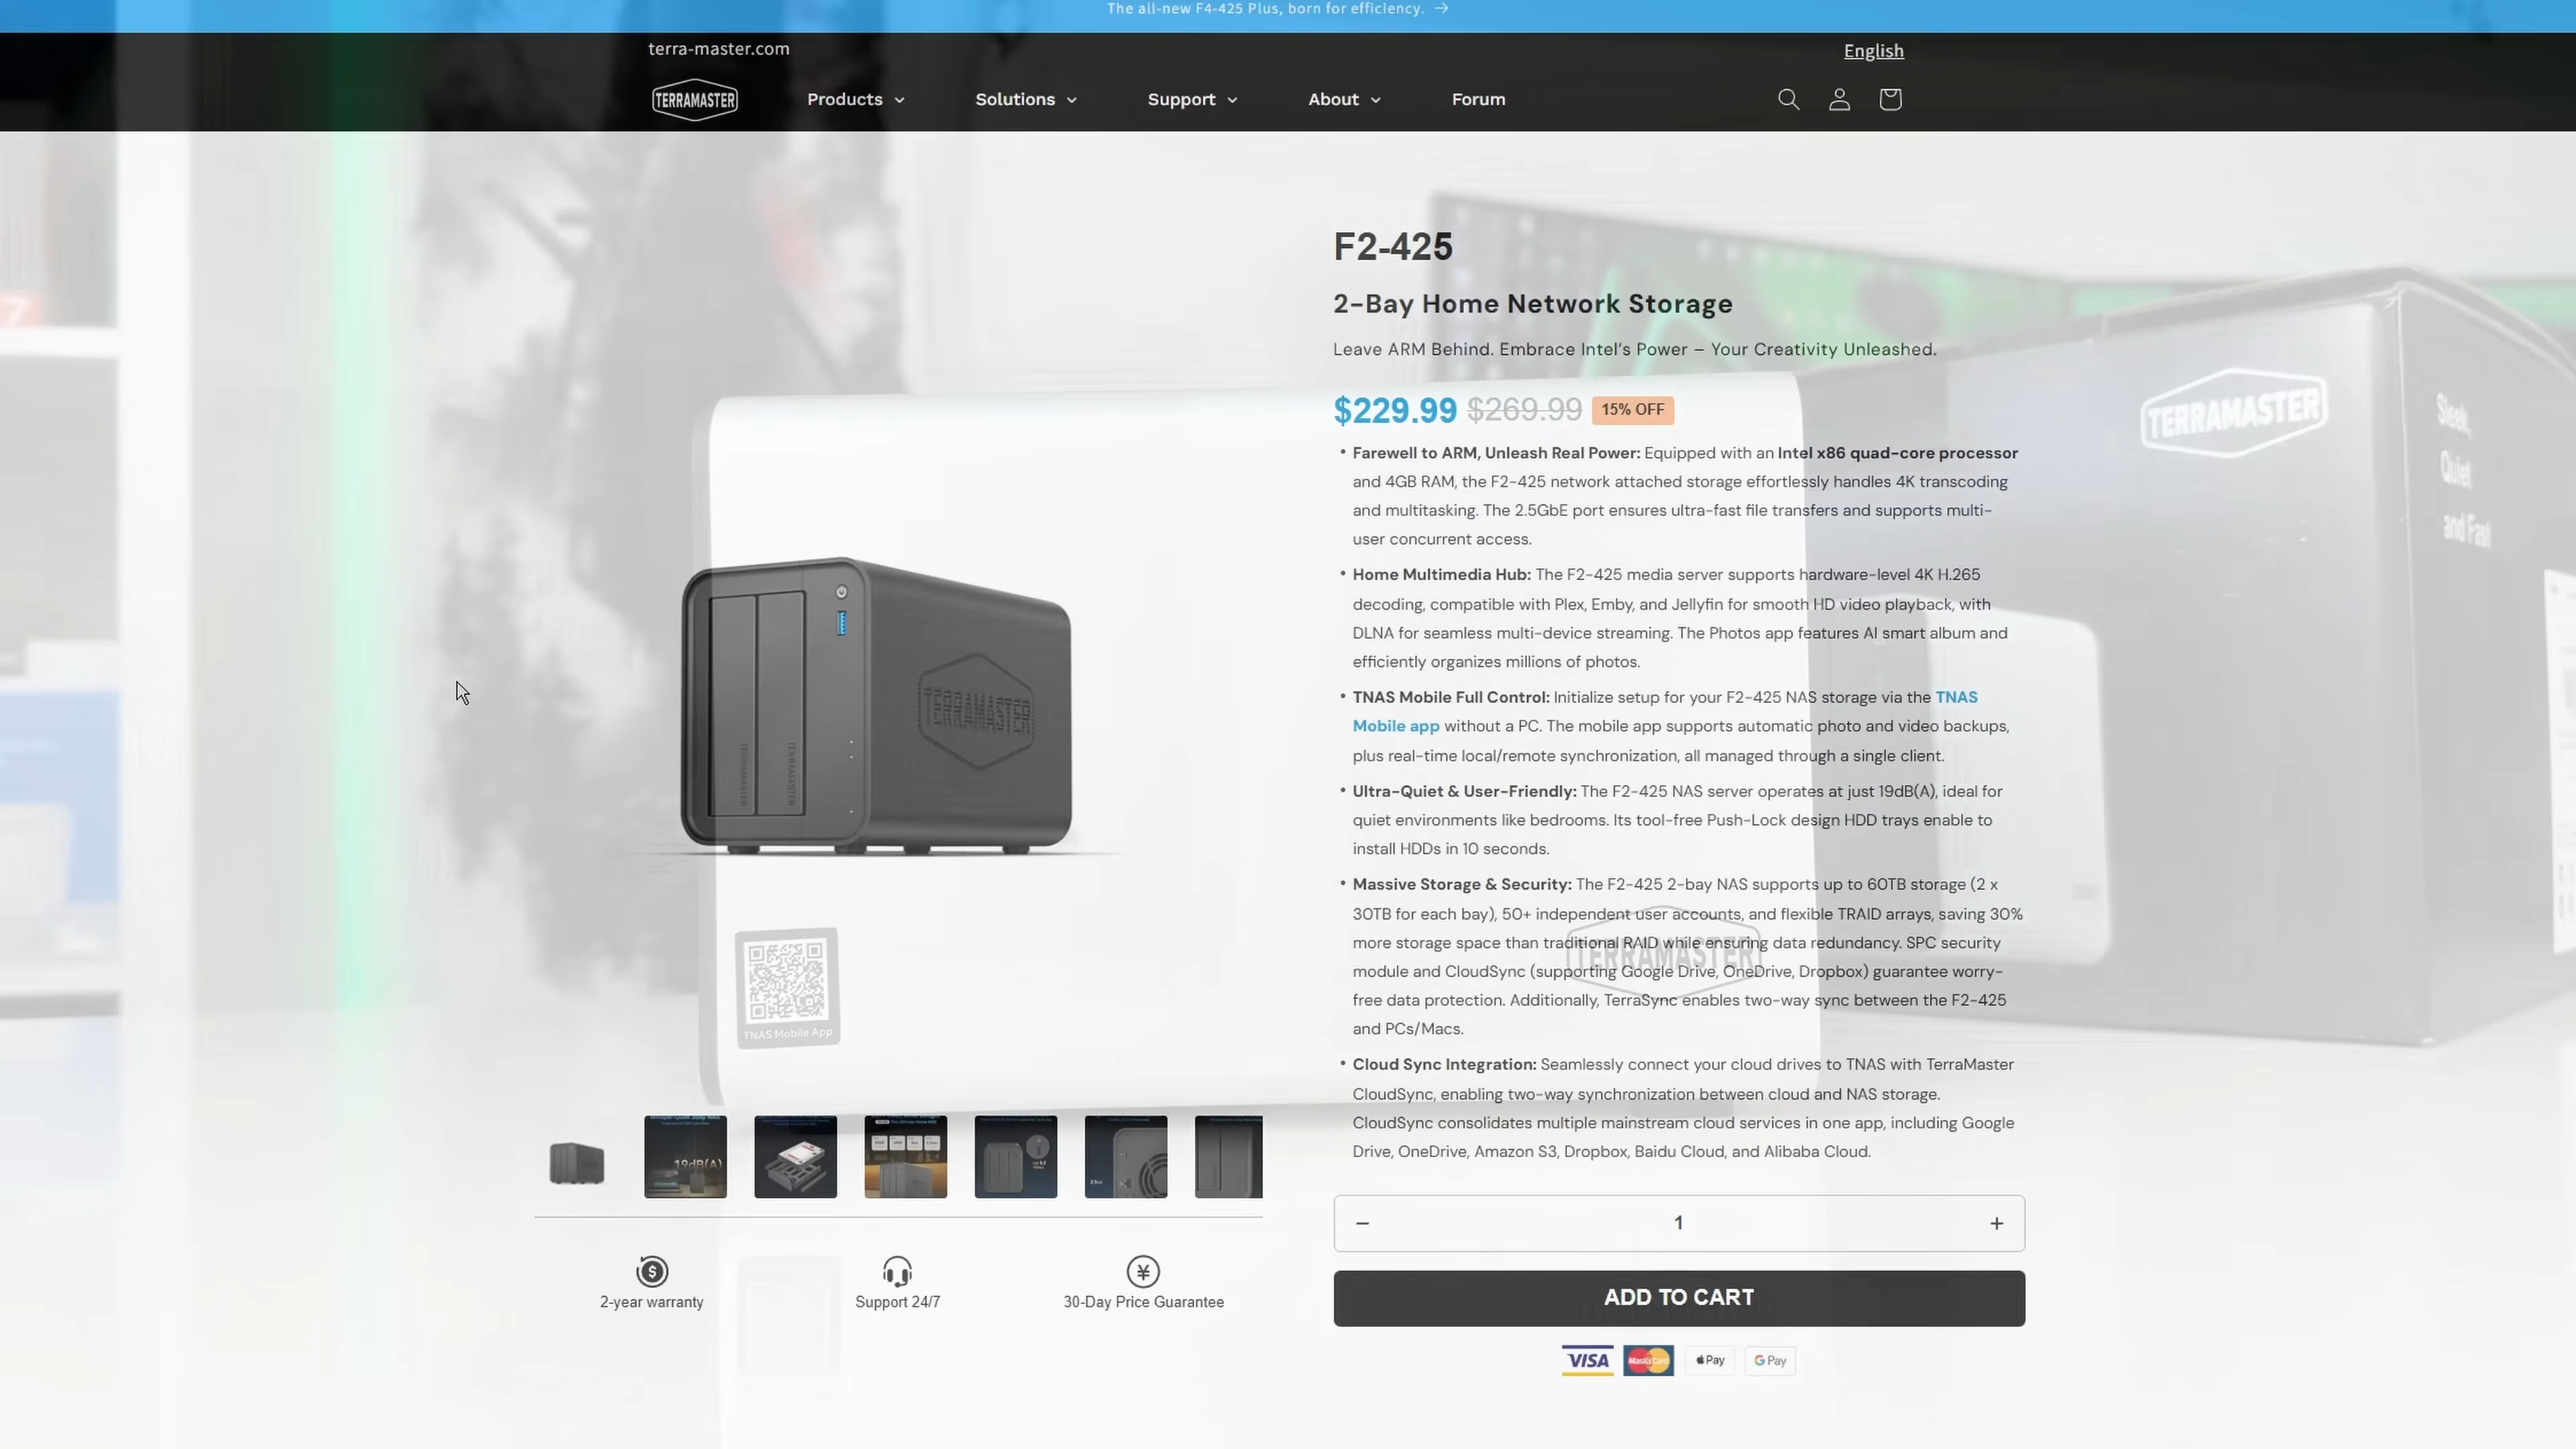 The all-new F4-425 Plus, born for efficiency. →
terra-master.com
English
TERRAMASTER
Products
Solutions
Support
About
Forum
F2-425
2-Bay Home Network Storage
Leave ARM Behind. Embrace Intel's Power – Your Creativity Unleashed.
$229.99 $269.99 15% OFF
• Farewell to ARM, Unleash Real Power: Equipped with an Intel x86 quad-core processor
and 4GB RAM, the F2-425 network attached storage effortlessly handles 4K transcoding
and multitasking. The 2.5GbE port ensures ultra-fast file transfers and supports multi-
user concurrent access.
• Home Multimedia Hub: The F2-425 media server supports hardware-level 4K H.265
decoding, compatible with Plex, Emby, and Jellyfin for smooth HD video playback, with
DLNA for seamless multi-device streaming. The Photos app features AI smart album and
efficiently organizes millions of photos.
• TNAS Mobile Full Control: Initialize setup for your F2-425 NAS storage via the TNAS
Mobile app without a PC. The mobile app supports automatic photo and video backups,
plus real-time local/remote synchronization, all managed through a single client.
• Ultra-Quiet & User-Friendly: The F2-425 NAS server operates at just 19dB(A), ideal for
quiet environments like bedrooms. Its tool-free Push-Lock design HDD trays enable to
install HDDs in 10 seconds.
• Massive Storage & Security: The F2-425 2-bay NAS supports up to 60TB storage (2 x
30TB for each bay), 50+ independent user accounts, and flexible TRAID arrays, saving 30%
more storage space than traditional RAID while ensuring data redundancy. SPC security
module and CloudSync (supporting Google Drive, OneDrive, Dropbox) guarantee worry-
free data protection. Additionally, TerraSync enables two-way sync between the F2-425
and PCs/Macs.
• Cloud Sync Integration: Seamlessly connect your cloud drives to TNAS with TerraMaster
CloudSync, enabling two-way synchronization between cloud and NAS storage.
CloudSync consolidates multiple mainstream cloud services in one app, including Google
Drive, OneDrive, Amazon S3, Dropbox, Baidu Cloud, and Alibaba Cloud.
− 1 +
ADD TO CART
VISA
MasterCard
Pay
G Pay
TERRAMASTER
TERRAMASTER
TERRAMASTER
TNAS Mobile App
19dB(A)
2-year warranty
Support 24/7
30-Day Price Guarantee
TERRAMASTER
TERRAMASTER
Sleek,
Quiet
and Fast
7